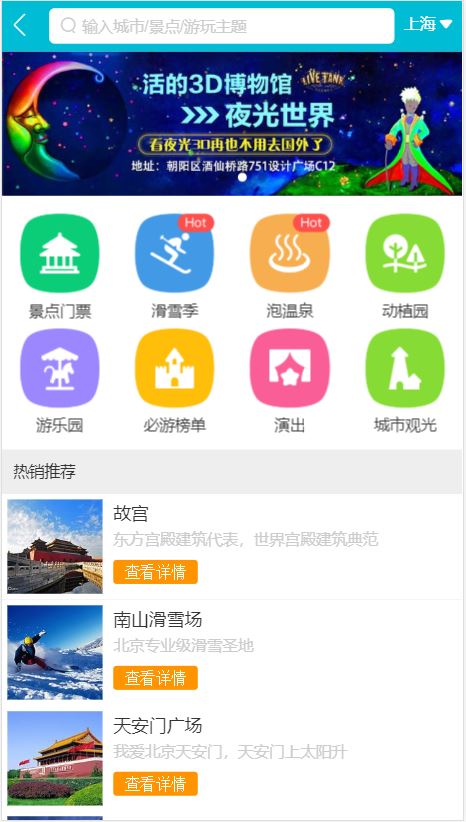 输入城市/景点/游玩主题
上海
活的3D博物馆
LIVE TANK
夜光世界
看夜光3D再也不用去国外了
地址：朝阳区酒仙桥路751设计广场C12
Hot
Hot
景点门票
滑雪季
泡温泉
动植园
游乐园
必游榜单
演出
城市观光
热销推荐
故宫
东方宫殿建筑代表，世界宫殿建筑典范
查看详情
南山滑雪场
北京专业级滑雪圣地
查看详情
天安门广场
我爱北京天安门，天安门上太阳升
查看详情